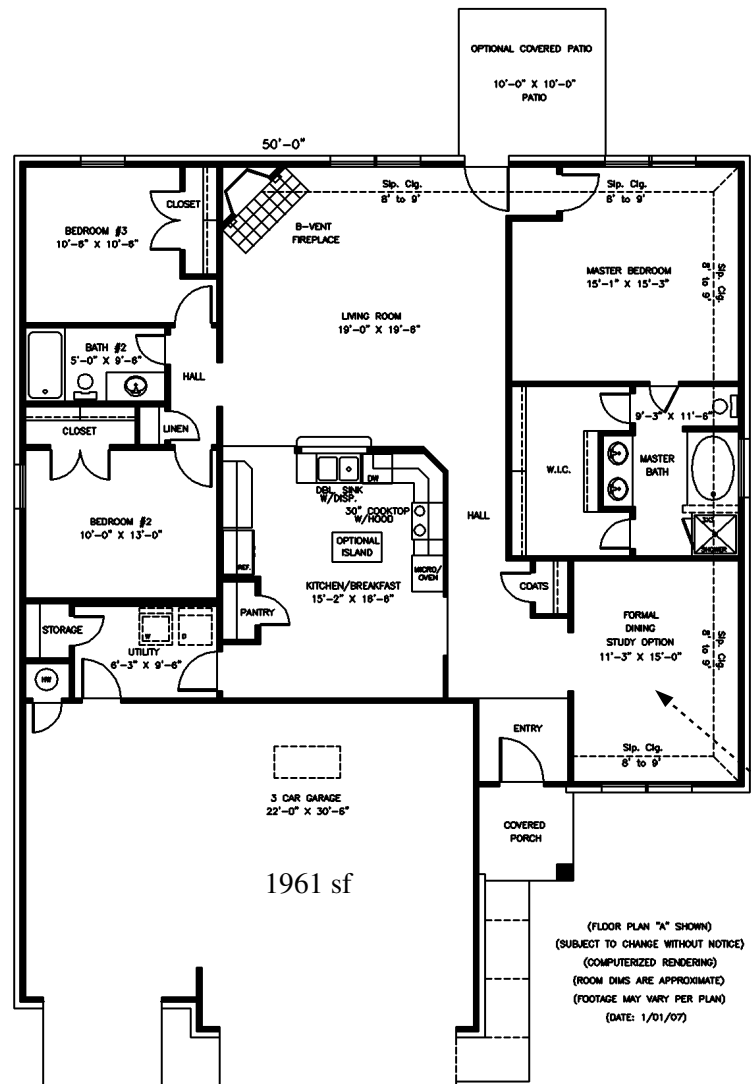 OPTIONAL COVERED PATIO
10'-0" X 10'-0"
PATIO
50'-0"
Slp. Clg.
8' to 9'
Slp. Clg.
8' to 9'
CLOSET
BEDROOM #3
10'-6" X 10'-6"
B-VENT
FIREPLACE
MASTER BEDROOM
15'-1" X 15'-3"
Slp. Clg.
8' to 9'
LIVING ROOM
19'-0" X 19'-6"
BATH #2
5'-0" X 9'-6"
HALL
9'-3" X 11'-6"
LINEN
CLOSET
W.I.C.
MASTER
BATH
DBL. SINK
W/DISP.
DW
30" COOKTOP
W/HOOD
HALL
BEDROOM #2
10'-0" X 13'-0"
OPTIONAL
ISLAND
3X3
SHOWER
REF.
MICRO/
OVEN
KITCHEN/BREAKFAST
15'-2" X 16'-6"
COATS
PANTRY
FORMAL
DINING
STUDY OPTION
11'-3" X 15'-0"
Slp. Clg.
8' to 9'
STORAGE
W
D
UTILITY
6'-3" X 9'-6"
HW
ENTRY
Slp. Clg.
8' to 9'
3 CAR GARAGE
22'-0" X 30'-6"
COVERED
PORCH
1961 sf
(FLOOR PLAN "A" SHOWN)
(SUBJECT TO CHANGE WITHOUT NOTICE)
(COMPUTERIZED RENDERING)
(ROOM DIMS ARE APPROXIMATE)
(FOOTAGE MAY VARY PER PLAN)
(DATE: 1/01/07)